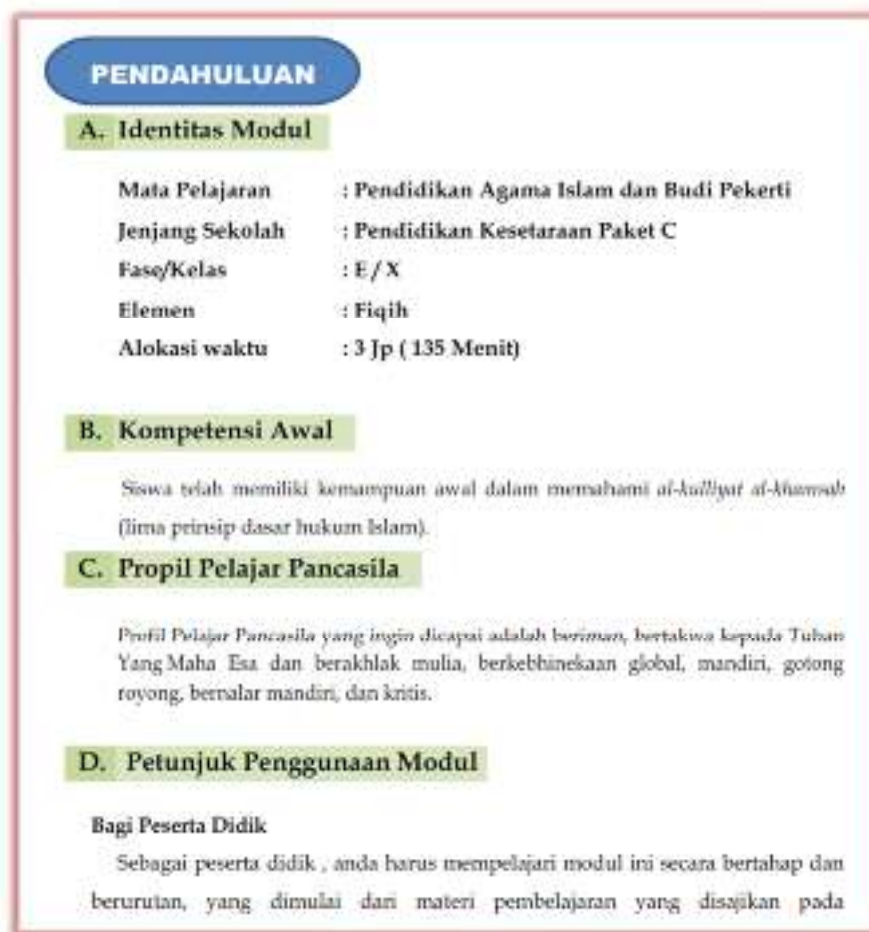 PENDAHULUAN
A. Identitas Modul
Mata Pelajaran : Pendidikan Agama Islam dan Budi Pekerti
Jenjang Sekolah : Pendidikan Kesetaraan Paket C
Fase/Kelas : E / X
Elemen : Fiqih
Alokasi waktu : 3 Jp ( 135 Menit)
B. Kompetensi Awal
Siswa telah memiliki kemampuan awal dalam memahami al-kulliyat al-khamsah
(lima prinsip dasar hukum Islam).
C. Propil Pelajar Pancasila
Profil Pelajar Pancasila yang ingin dicapai adalah beriman, bertakwa kepada Tuhan
Yang Maha Esa dan berakhlak mulia, berkebhinekaan global, mandiri, gotong
royong, bernalar mandiri, dan kritis.
D. Petunjuk Penggunaan Modul
Bagi Peserta Didik
Sebagai peserta didik , anda harus mempelajari modul ini secara bertahap dan
berurutan, yang dimulai dari materi pembelajaran yang disajikan pada